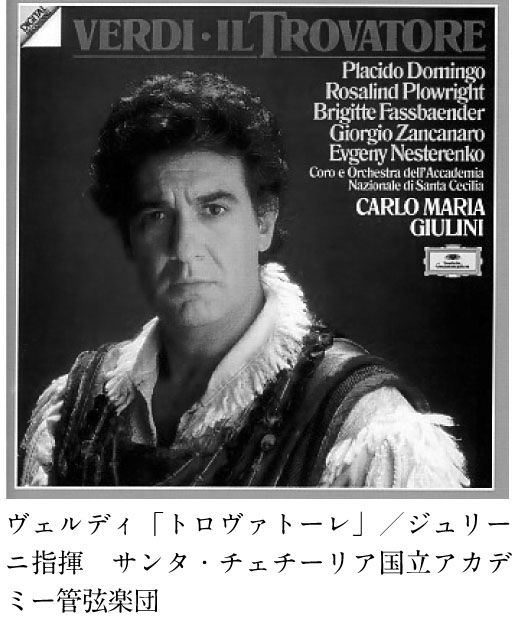 DIGITAL
VERDI · IL TROVATORE
Placido Domingo
Rosalind Plowright
Brigitte Fassbaender
Giorgio Zancanaro
Evgeny Nesterenko
Coro e Orchestra dell'Accademia
Nazionale di Santa Cecilia
CARLO MARIA
GIULINI
Deutsche
Grammophon
ヴェルディ「トロヴァトーレ」／ジュリー
ニ指揮　サンタ・チェチーリア国立アカデ
ミー管弦楽団